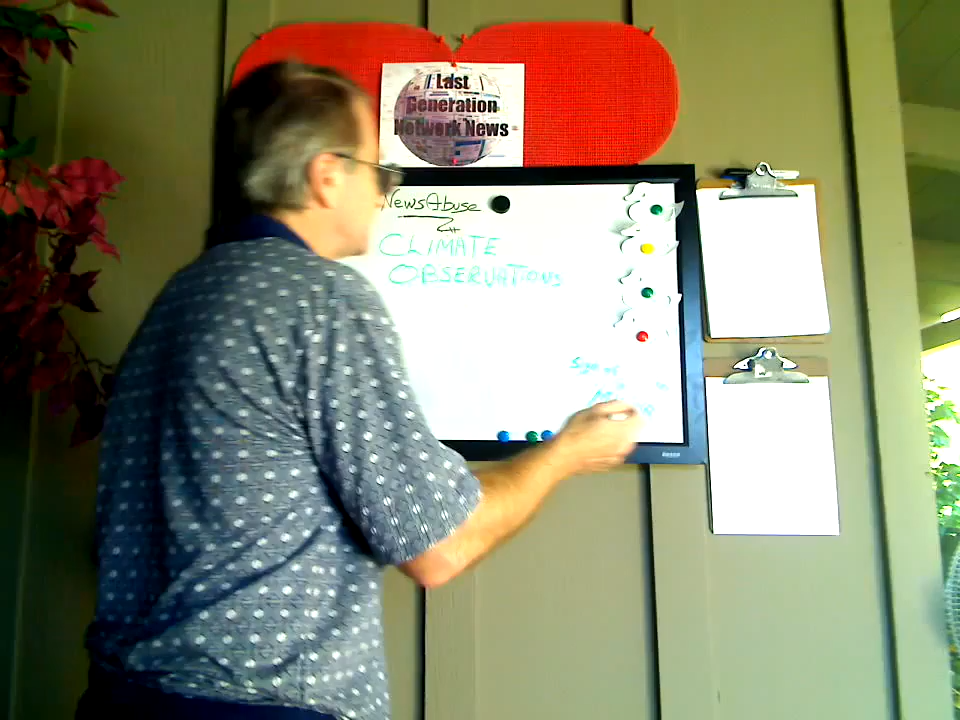 Last
Generation
Network News
NewsAbuse
CLIMATE
OBSERVATIONS